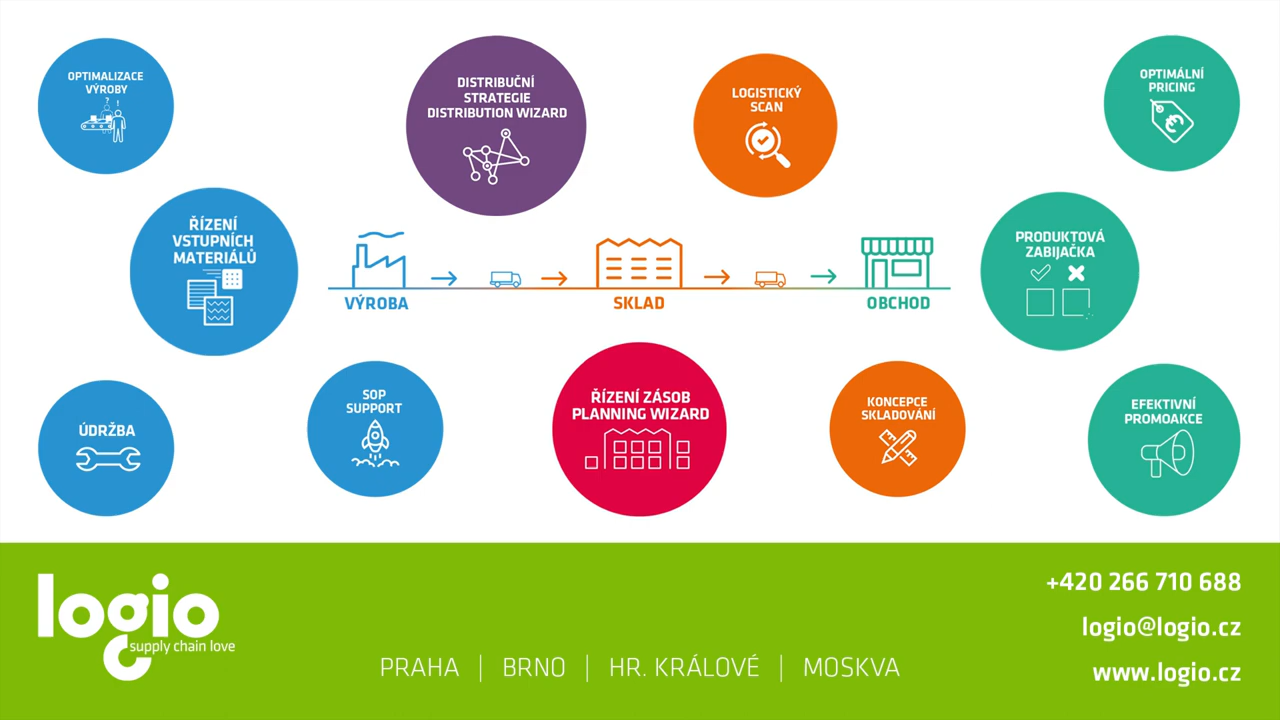 OPTIMALIZACE
VÝROBY
DISTRIBUČNÍ
STRATEGIE
DISTRIBUTION WIZARD
LOGISTICKÝ
SCAN
OPTIMÁLNÍ
PRICING
€
ŘÍZENÍ
VSTUPNÍCH
MATERIÁLŮ
PRODUKTOVÁ
ZABIJAČKA
VÝROBA
SKLAD
OBCHOD
ÚDRŽBA
SOP
SUPPORT
ŘÍZENÍ ZÁSOB
PLANNING WIZARD
KONCEPCE
SKLADOVÁNÍ
EFEKTIVNÍ
PROMOAKCE
logio
supply chain love
PRAHA | BRNO | HR. KRÁLOVÉ | MOSKVA
+420 266 710 688
logio@logio.cz
www.logio.cz